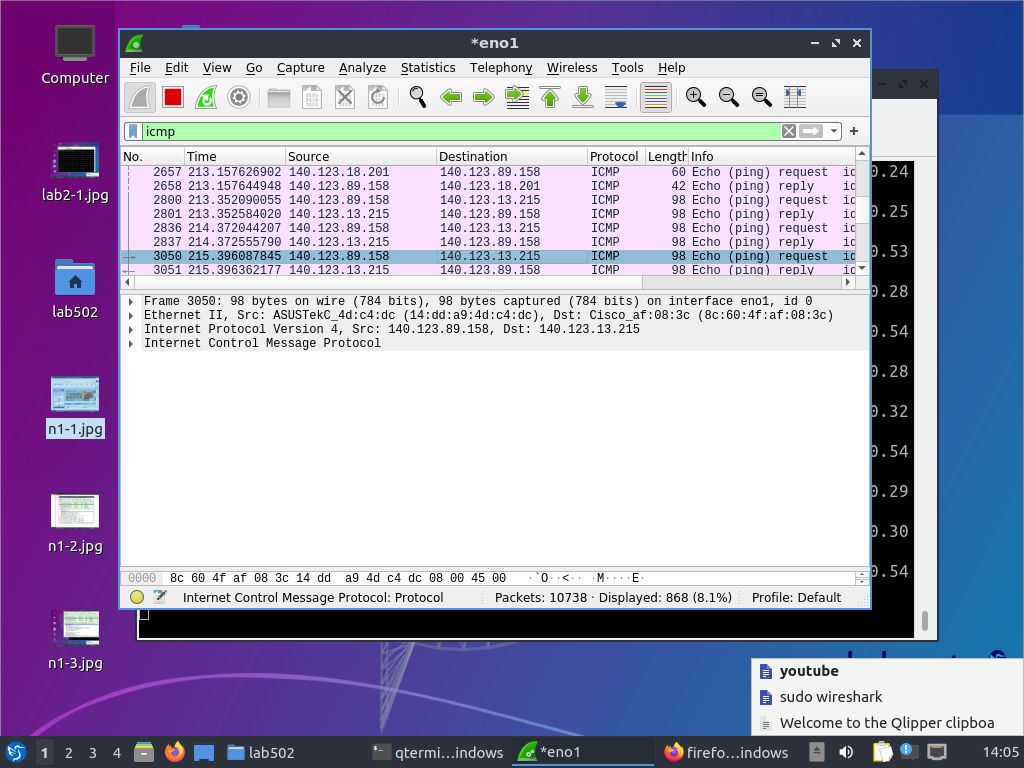 Computer
lab2-1.jpg
lab502
n1-1.jpg
n1-2.jpg
n1-3.jpg
*eno1
File Edit View Go Capture Analyze Statistics Telephony Wireless Tools Help
icmp
No. Time Source Destination Protocol Length Info
2657 213.157626902 140.123.18.201 140.123.89.158 ICMP 60 Echo (ping) request id
2658 213.157644948 140.123.89.158 140.123.18.201 ICMP 42 Echo (ping) reply id
2800 213.352090055 140.123.89.158 140.123.13.215 ICMP 98 Echo (ping) request id
2801 213.352584020 140.123.13.215 140.123.89.158 ICMP 98 Echo (ping) reply id
2836 214.372044207 140.123.89.158 140.123.13.215 ICMP 98 Echo (ping) request id
2837 214.372555790 140.123.13.215 140.123.89.158 ICMP 98 Echo (ping) reply id
3050 215.396087845 140.123.89.158 140.123.13.215 ICMP 98 Echo (ping) request id
3051 215.396362177 140.123.13.215 140.123.89.158 ICMP 98 Echo (ping) reply id
Frame 3050: 98 bytes on wire (784 bits), 98 bytes captured (784 bits) on interface eno1, id 0
Ethernet II, Src: ASUSTekC_4d:c4:dc (14:dd:a9:4d:c4:dc), Dst: Cisco_af:08:3c (8c:60:4f:af:08:3c)
Internet Protocol Version 4, Src: 140.123.89.158, Dst: 140.123.13.215
Internet Control Message Protocol
0000 8c 60 4f af 08 3c 14 dd a9 4d c4 dc 08 00 45 00 ·`O··<·· ·M····E·
Internet Control Message Protocol: Protocol
Packets: 10738 · Displayed: 868 (8.1%)
Profile: Default
0.24
0.25
0.53
0.28
0.54
0.28
0.32
0.54
0.29
0.30
0.54
youtube
sudo wireshark
Welcome to the Qlipper clipboa
1 2 3 4 lab502 qtermi...indows *eno1 firefo...indows 14:05